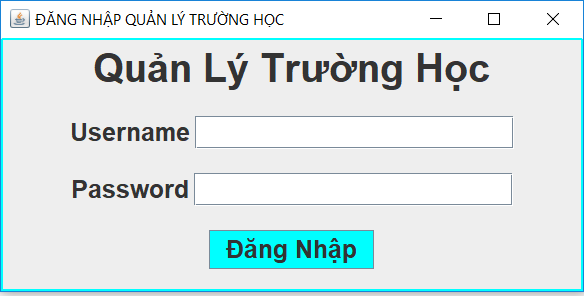 ĐĂNG NHẬP QUẢN LÝ TRƯỜNG HỌC
Quản Lý Trường Học
Username
Password
Đăng Nhập